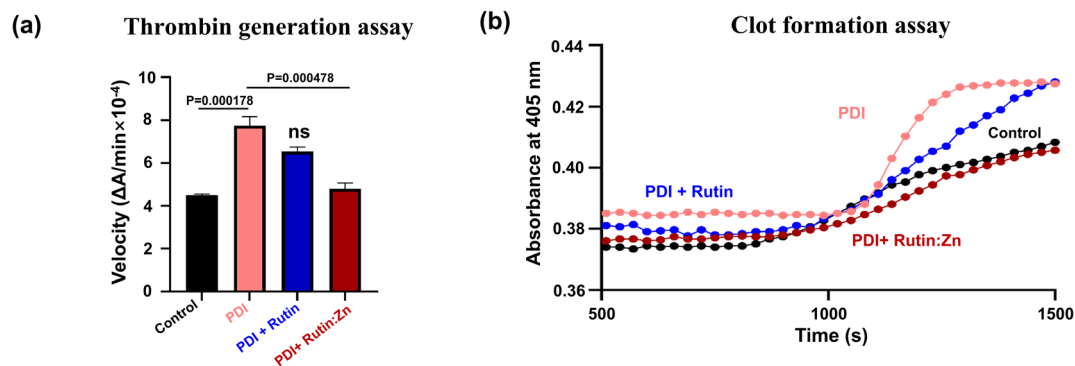 (a)
Thrombin generation assay
Velocity (ΔA/min×10⁻⁴)
10
8
6
4
2
0
P=0.000478
P=0.000178
ns
Control
PDI
PDI + Rutin
PDI+ Rutin:Zn
(b)
Clot formation assay
Absorbance at 405 nm
0.44
0.42
0.40
0.38
0.36
PDI
Control
PDI + Rutin
PDI+ Rutin:Zn
500
1000
1500
Time (s)